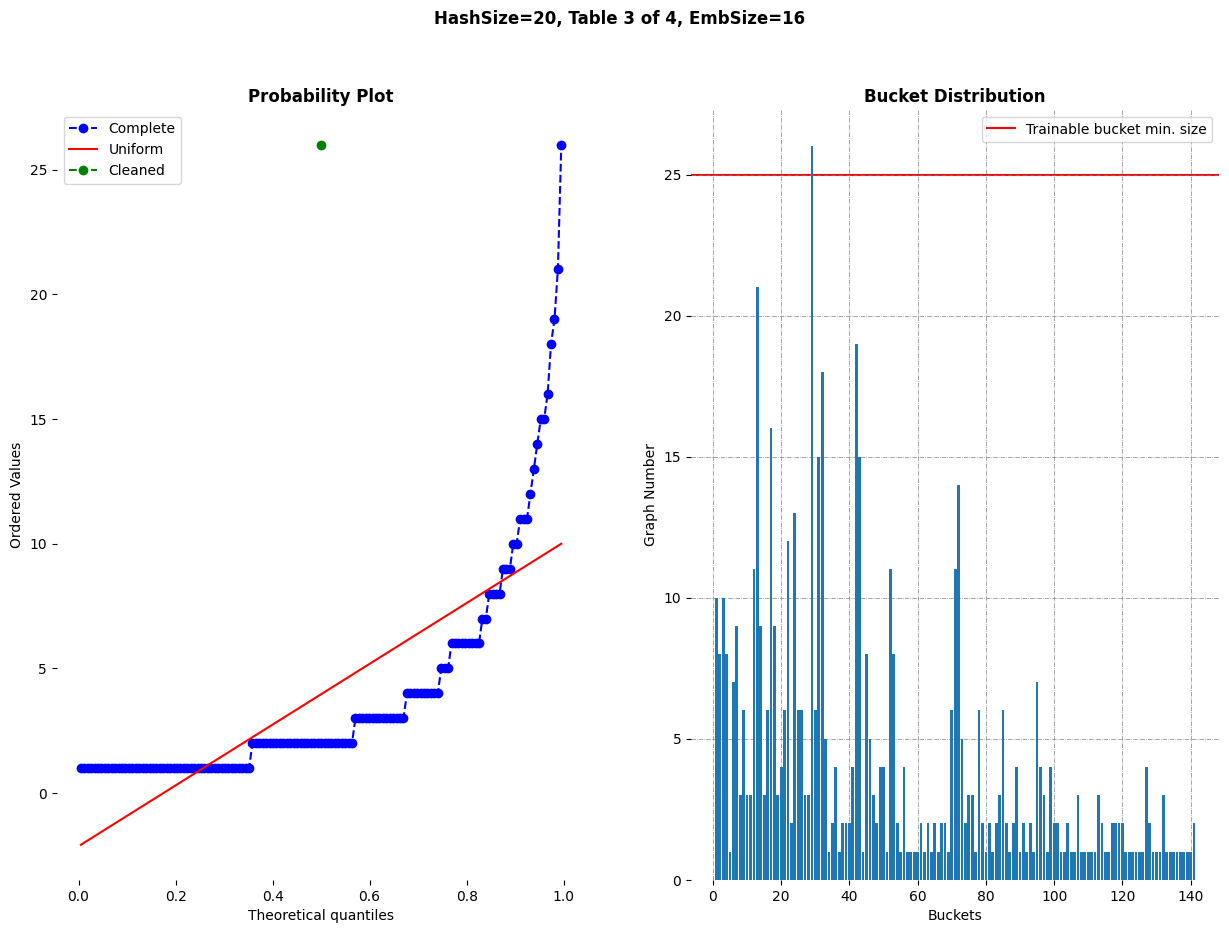 HashSize=20, Table 3 of 4, EmbSize=16
Probability Plot
Complete
Uniform
Cleaned
25
20
15
10
5
0
Ordered Values
0.0 0.2 0.4 0.6 0.8 1.0
Theoretical quantiles
Bucket Distribution
Trainable bucket min. size
25
20
15
10
5
0
Graph Number
0 20 40 60 80 100 120 140
Buckets